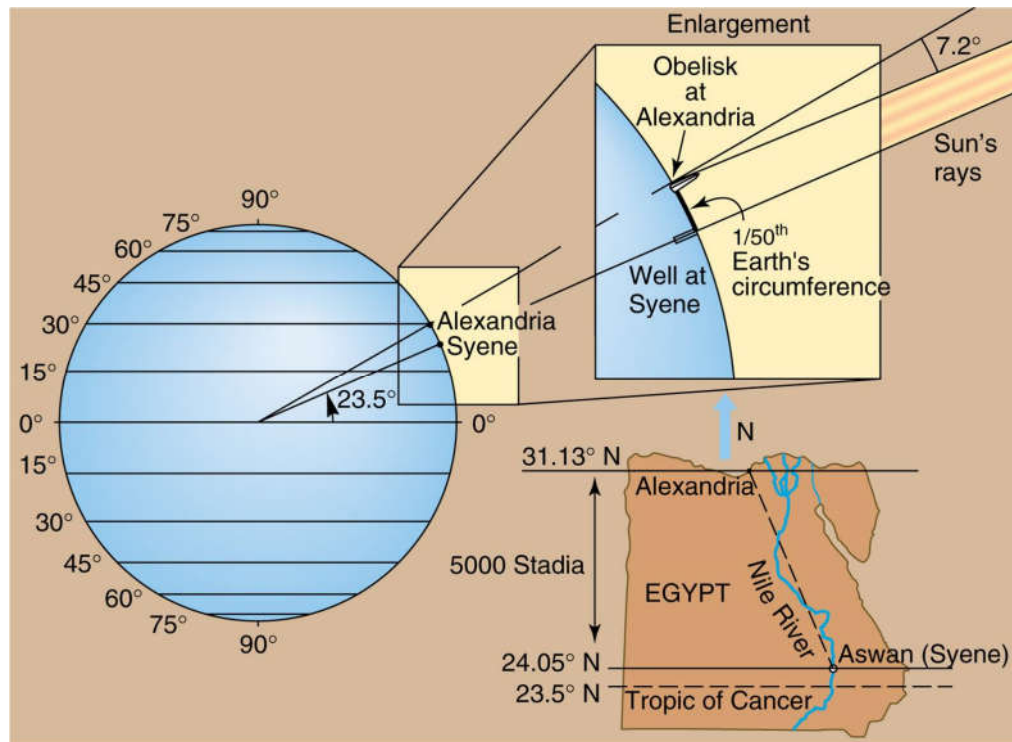 Enlargement
7.2°
Obelisk
at
Alexandria
Sun's
rays
1/50th
Earth's
circumference
Well at
Syene
90°
75°
60°
45°
30°
15°
0°
15°
30°
45°
60°
75°
90°
Alexandria
Syene
23.5°
0°
N
31.13° N
Alexandria
5000 Stadia
EGYPT
Nile River
Aswan (Syene)
24.05° N
23.5° N
Tropic of Cancer